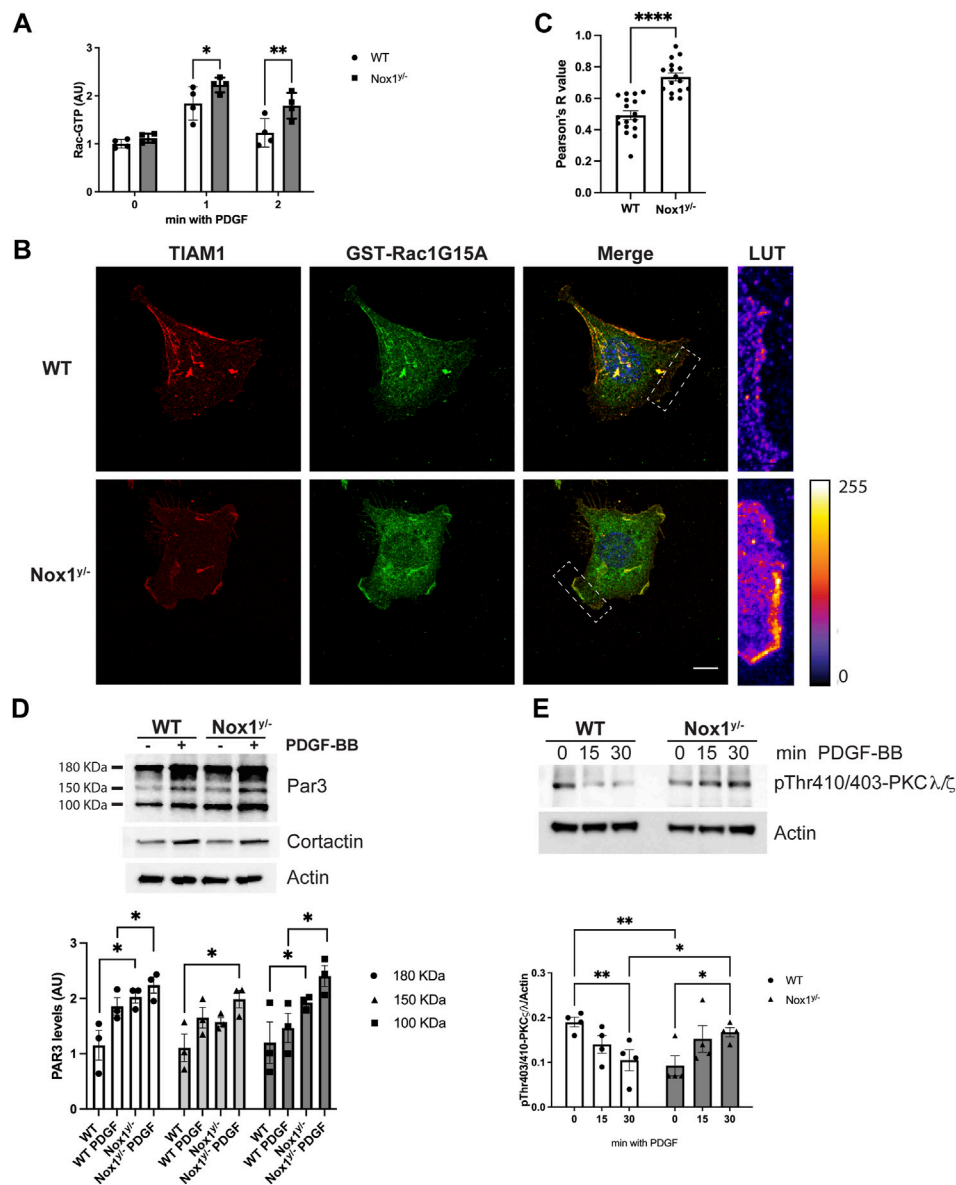 A
Rac-GTP (AU)
3
2
1
0
*
**
0
1
2
min with PDGF
WT
Nox1ʸ/⁻
C
Pearson's R value
1.0
0.8
0.6
0.4
0.2
0.0
****
WT
Nox1ʸ/⁻
B
TIAM1
GST-Rac1G15A
Merge
LUT
WT
Nox1ʸ/⁻
255
0
D
WT
Nox1ʸ/⁻
- + - +
PDGF-BB
180 KDa
150 KDa
100 KDa
Par3
Cortactin
Actin
PAR3 levels (AU)
3
2
1
0
*
*
*
*
*
WT
WT PDGF
Nox1ʸ/⁻
Nox1ʸ/⁻ PDGF
WT
WT PDGF
Nox1ʸ/⁻
Nox1ʸ/⁻ PDGF
WT
WT PDGF
Nox1ʸ/⁻
Nox1ʸ/⁻ PDGF
180 KDa
150 KDa
100 KDa
E
WT
Nox1ʸ/⁻
0 15 30 0 15 30 min PDGF-BB
pThr410/403-PKCλ/ζ
Actin
pThr403/410-PKCς/λ/Actin
0.2
0.1
0.0
**
*
**
*
0 15 30 0 15 30
min with PDGF
WT
Nox1ʸ/⁻